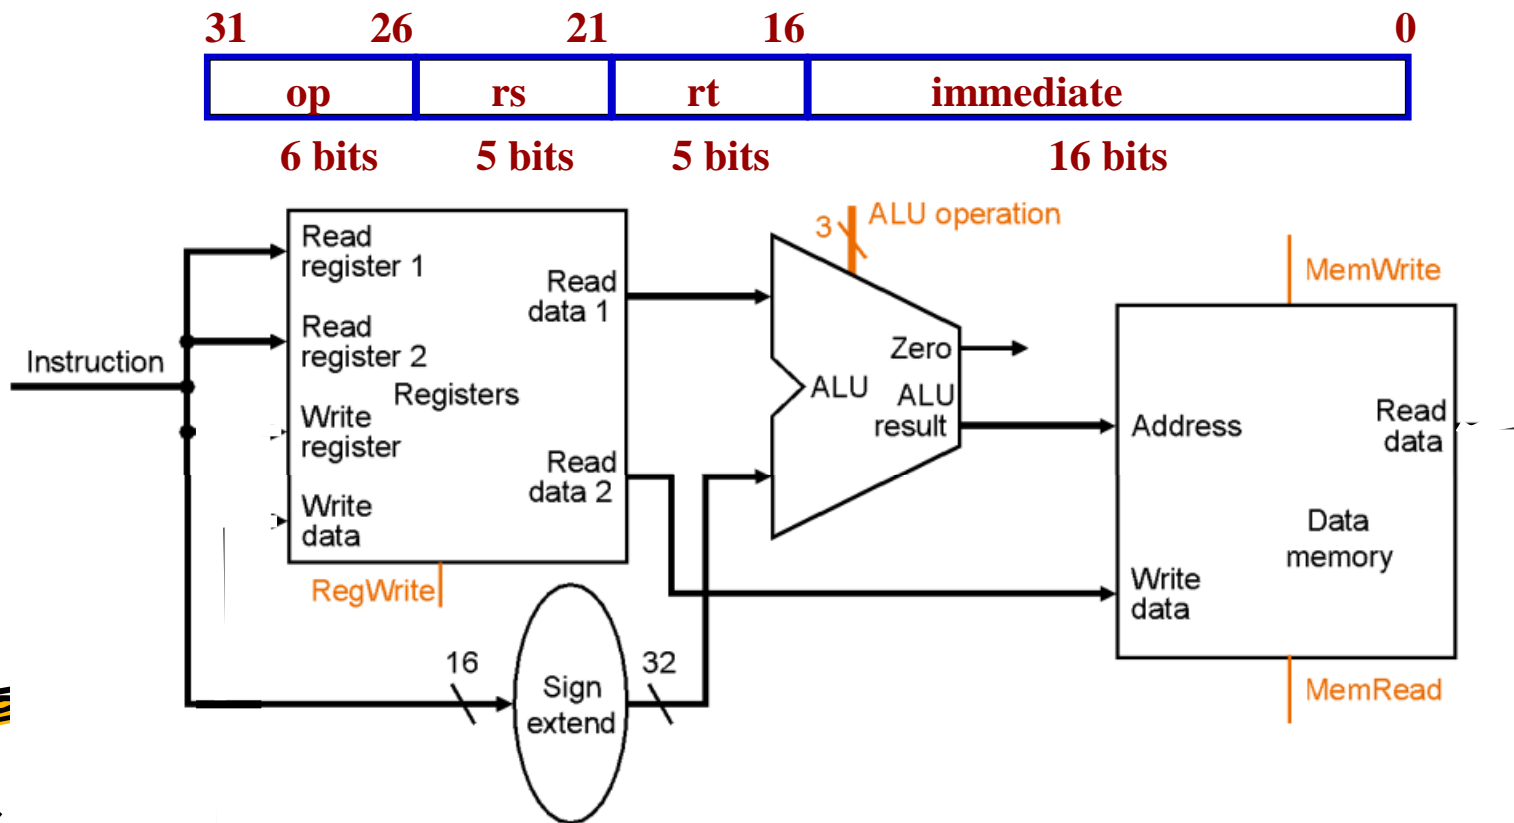 31 26 21 16 0
op rs rt immediate
6 bits 5 bits 5 bits 16 bits
ALU operation
3
MemWrite
Read
register 1
Read
data 1
Read
register 2
Instruction
Registers
Zero
ALU
ALU
result
Write
register
Address
Read
data
Read
data 2
Write
data
Data
memory
RegWrite
Write
data
16
32
Sign
extend
MemRead